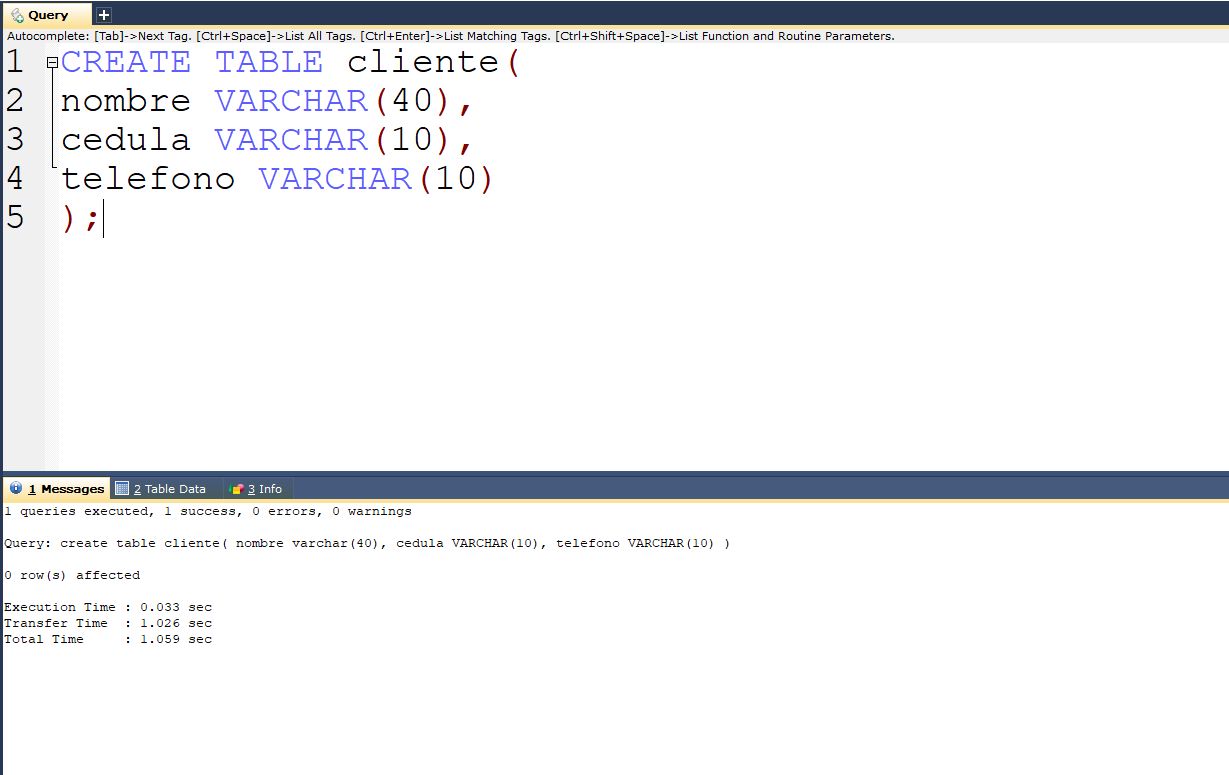 Query
Autocomplete: [Tab]->Next Tag. [Ctrl+Space]->List All Tags. [Ctrl+Enter]->List Matching Tags. [Ctrl+Shift+Space]->List Function and Routine Parameters.
1 CREATE TABLE cliente(
2 nombre VARCHAR(40),
3 cedula VARCHAR(10),
4 telefono VARCHAR(10)
5 );
1 Messages 2 Table Data 3 Info
1 queries executed, 1 success, 0 errors, 0 warnings
Query: create table cliente( nombre varchar(40), cedula VARCHAR(10), telefono VARCHAR(10) )
0 row(s) affected
Execution Time : 0.033 sec
Transfer Time : 1.026 sec
Total Time : 1.059 sec